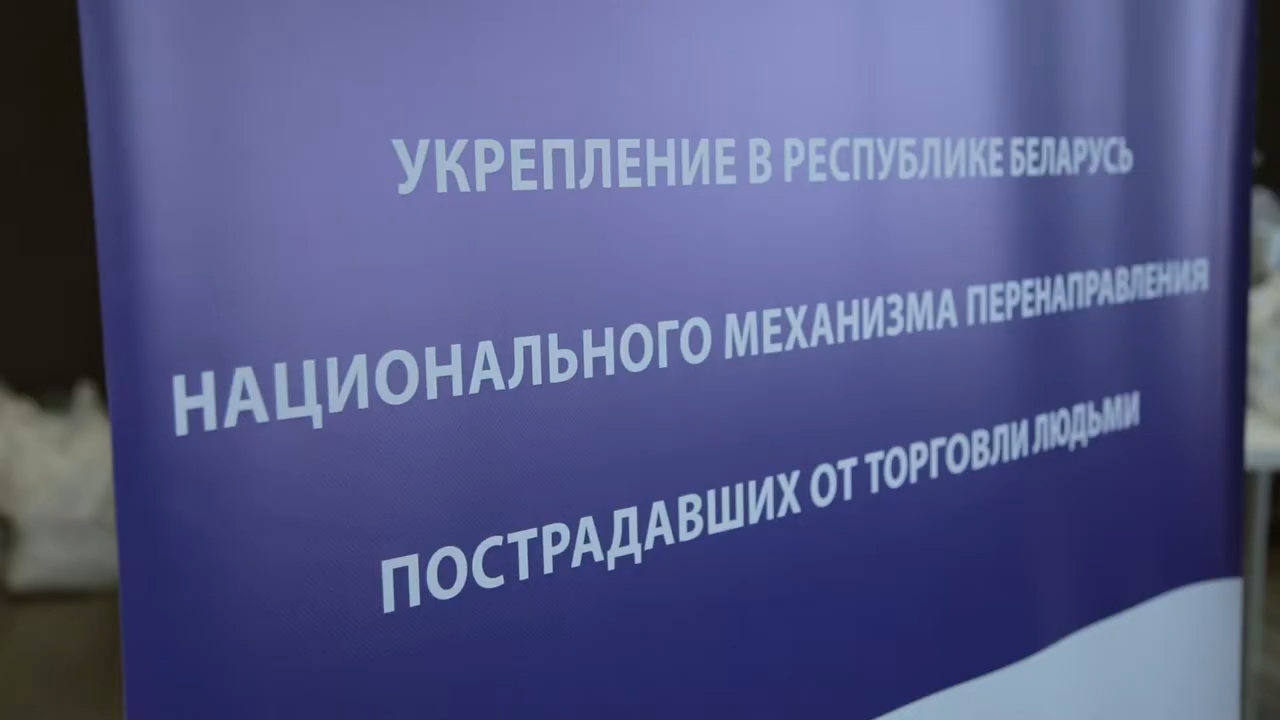 УКРЕПЛЕНИЕ В РЕСПУБЛИКЕ БЕЛАРУСЬ
НАЦИОНАЛЬНОГО МЕХАНИЗМА ПЕРЕНАПРАВЛЕНИЯ
ПОСТРАДАВШИХ ОТ ТОРГОВЛИ ЛЮДЬМИ